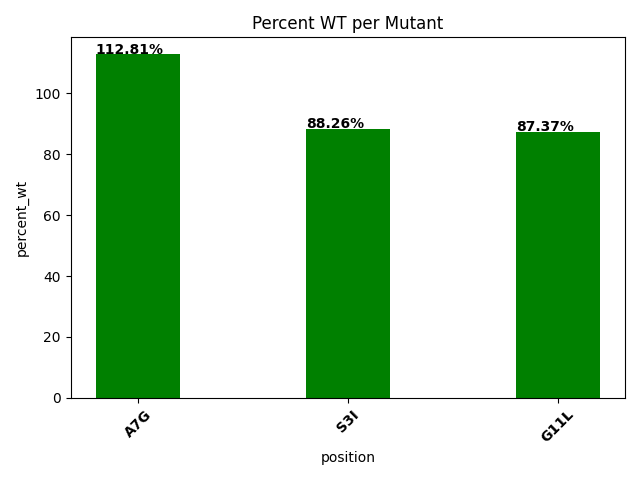 Percent WT per Mutant
112.81%
88.26%
87.37%
percent_wt
100
80
60
40
20
0
A7G
S3I
G11L
position